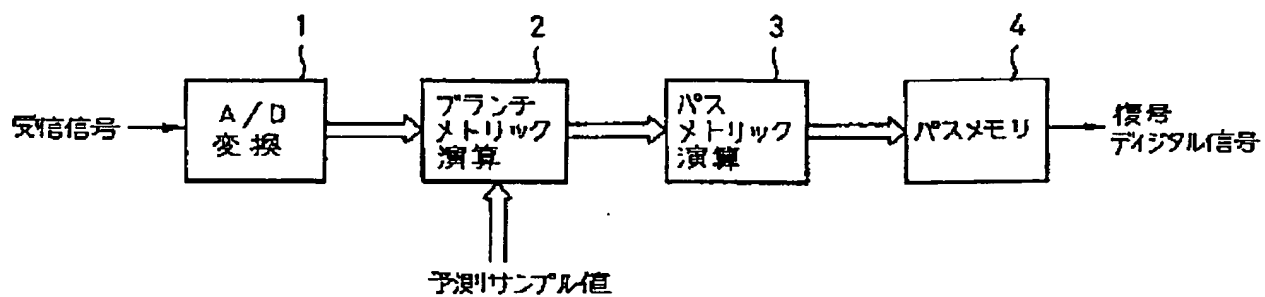 1
2
3
4
受信信号
A/D
変換
ブランチ
メトリック
演算
パス
メトリック
演算
パスメモリ
復号
ディジタル信号
予測サンプル値